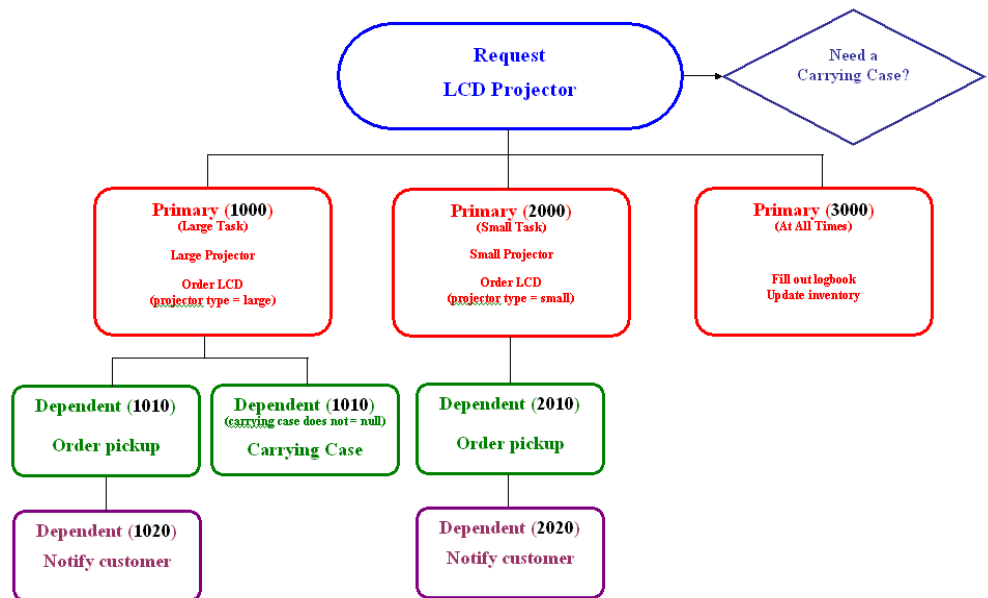 Request
LCD Projector
Need a
Carrying Case?
Primary (1000)
(Large Task)
Large Projector
Order LCD
(projector type = large)
Primary (2000)
(Small Task)
Small Projector
Order LCD
(projector type = small)
Primary (3000)
(At All Times)
Fill out logbook
Update inventory
Dependent (1010)
Order pickup
Dependent (1010)
(carrying case does not = null)
Carrying Case
Dependent (2010)
Order pickup
Dependent (1020)
Notify customer
Dependent (2020)
Notify customer